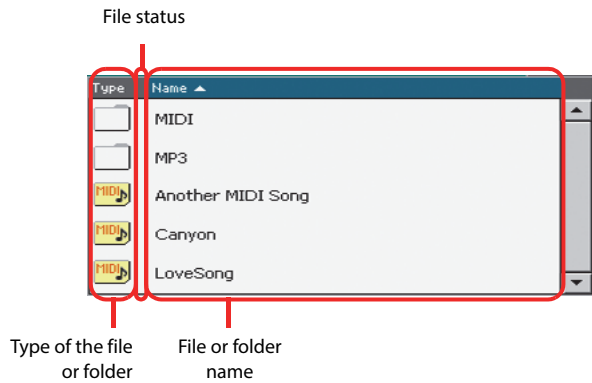 File status
Type Name
MIDI
MP3
MIDI Another MIDI Song
MIDI Canyon
MIDI LoveSong
Type of the file
or folder
File or folder
name